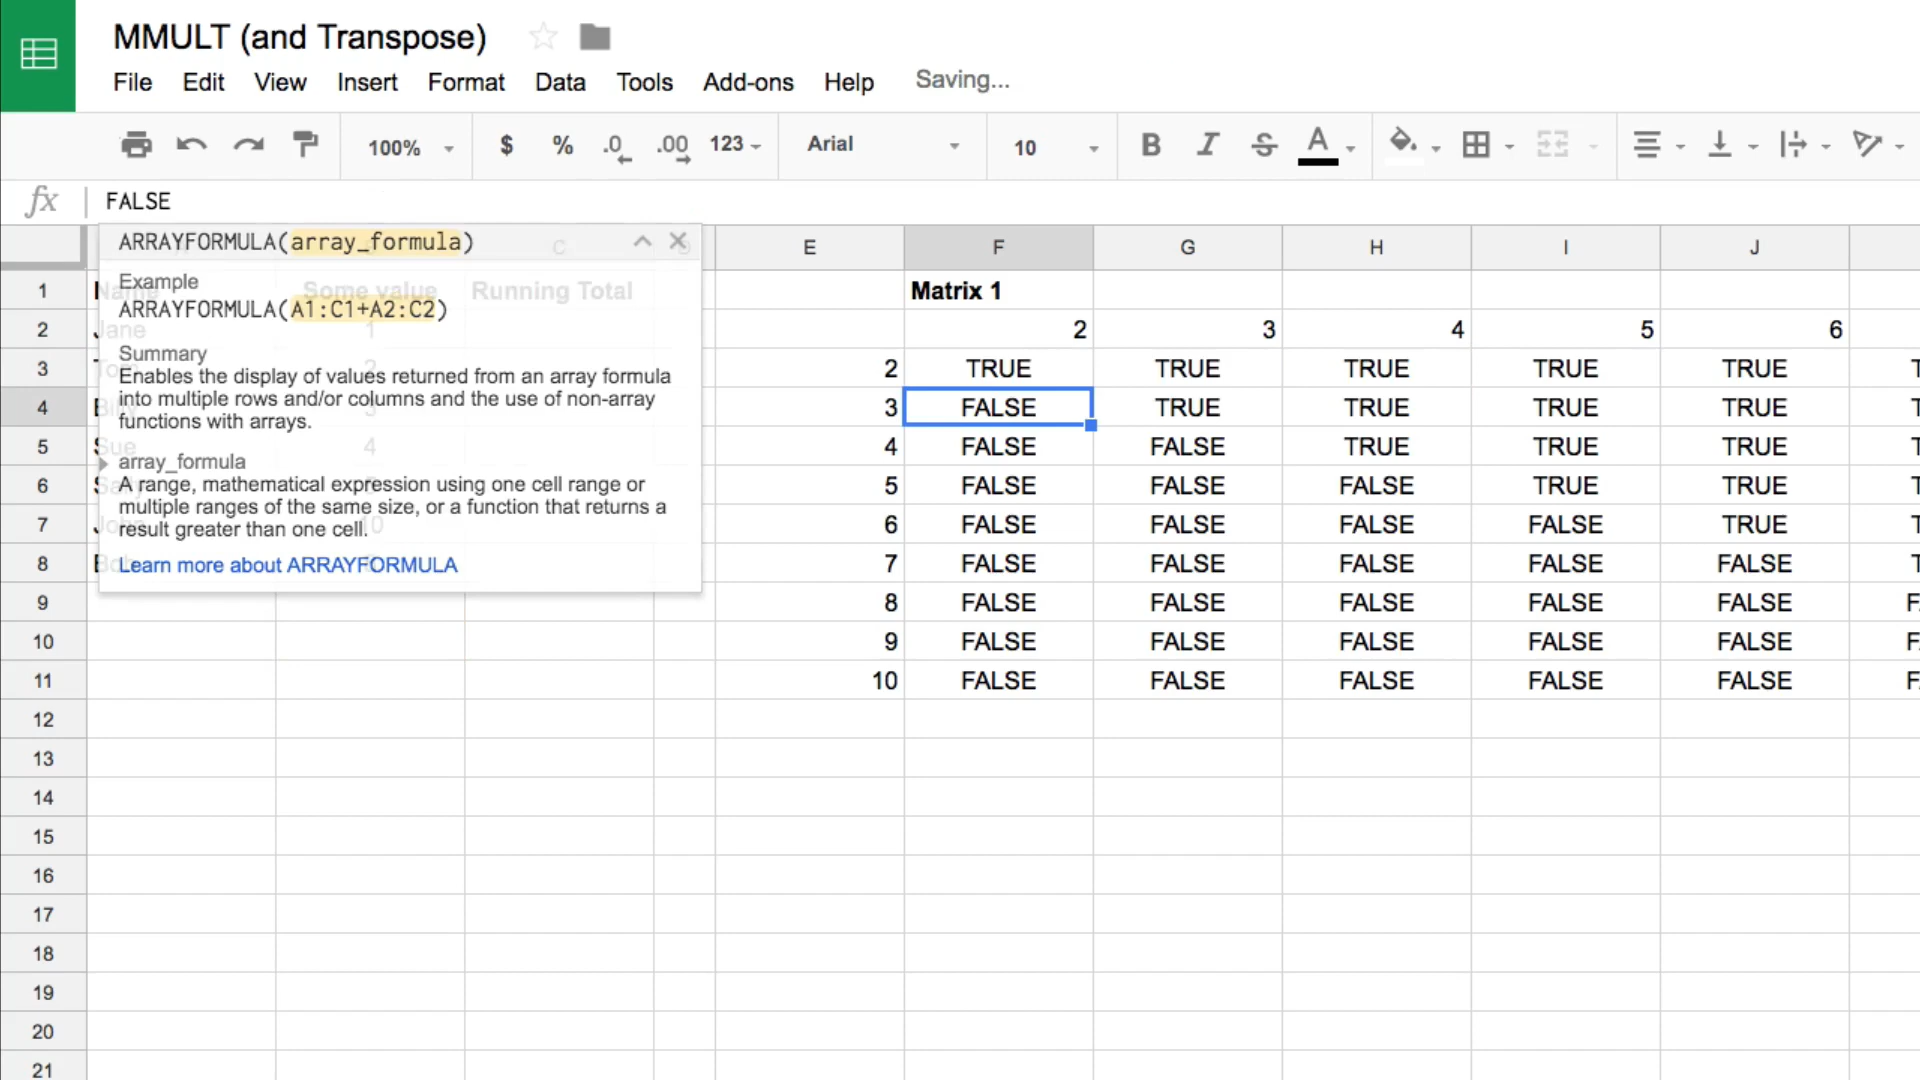 MMULT (and Transpose)
File Edit View Insert Format Data Tools Add-ons Help Saving...
100% $ % .0 .00 123 Arial 10 B I S A
fx FALSE
ARRAYFORMULA(array_formula)
Example
ARRAYFORMULA(A1:C1+A2:C2)
Summary
Enables the display of values returned from an array formula
into multiple rows and/or columns and the use of non-array
functions with arrays.
array_formula
A range, mathematical expression using one cell range or
multiple ranges of the same size, or a function that returns a
result greater than one cell.
Learn more about ARRAYFORMULA
C E F G H I J
1 Name Some value Running Total Matrix 1
2 Jane 1 2 3 4 5 6
3 Tom 2 2 TRUE TRUE TRUE TRUE TRUE T
4 3 3 FALSE TRUE TRUE TRUE TRUE T
5 Sue 4 4 FALSE FALSE TRUE TRUE TRUE T
6 5 FALSE FALSE FALSE TRUE TRUE T
7 10 6 FALSE FALSE FALSE FALSE TRUE T
8 7 FALSE FALSE FALSE FALSE FALSE T
9 8 FALSE FALSE FALSE FALSE FALSE F
10 9 FALSE FALSE FALSE FALSE FALSE F
11 10 FALSE FALSE FALSE FALSE FALSE F
12
13
14
15
16
17
18
19
20
21